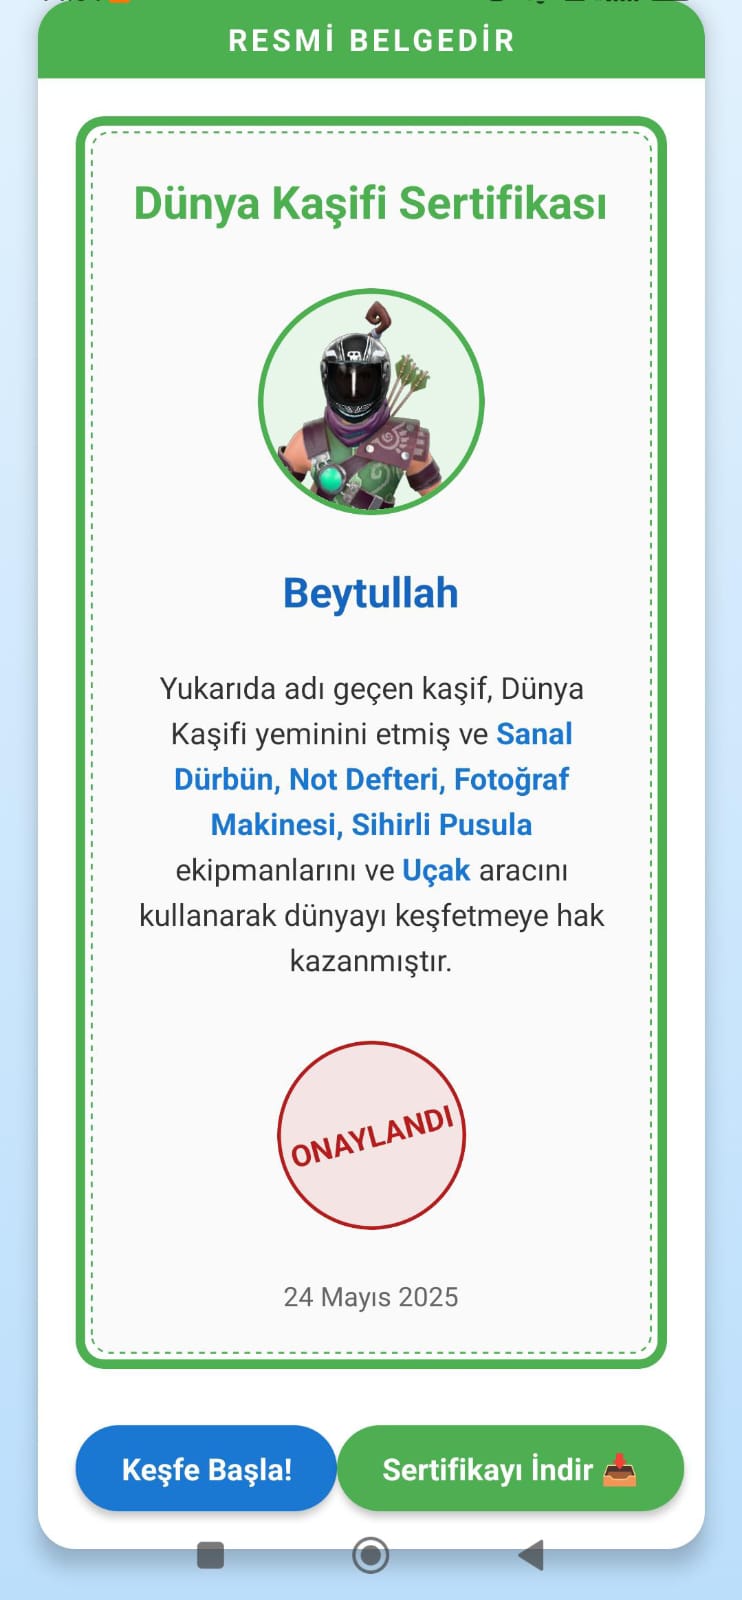 RESMİ BELGEDİR
Dünya Kaşifi Sertifikası
Beytullah
Yukarıda adı geçen kaşif, Dünya
Kaşifi yeminini etmiş ve Sanal
Dürbün, Not Defteri, Fotoğraf
Makinesi, Sihirli Pusula
ekipmanlarını ve Uçak aracını
kullanarak dünyayı keşfetmeye hak
kazanmıştır.
ONAYLANDI
24 Mayıs 2025
Keşfe Başla! Sertifikayı İndir 📥